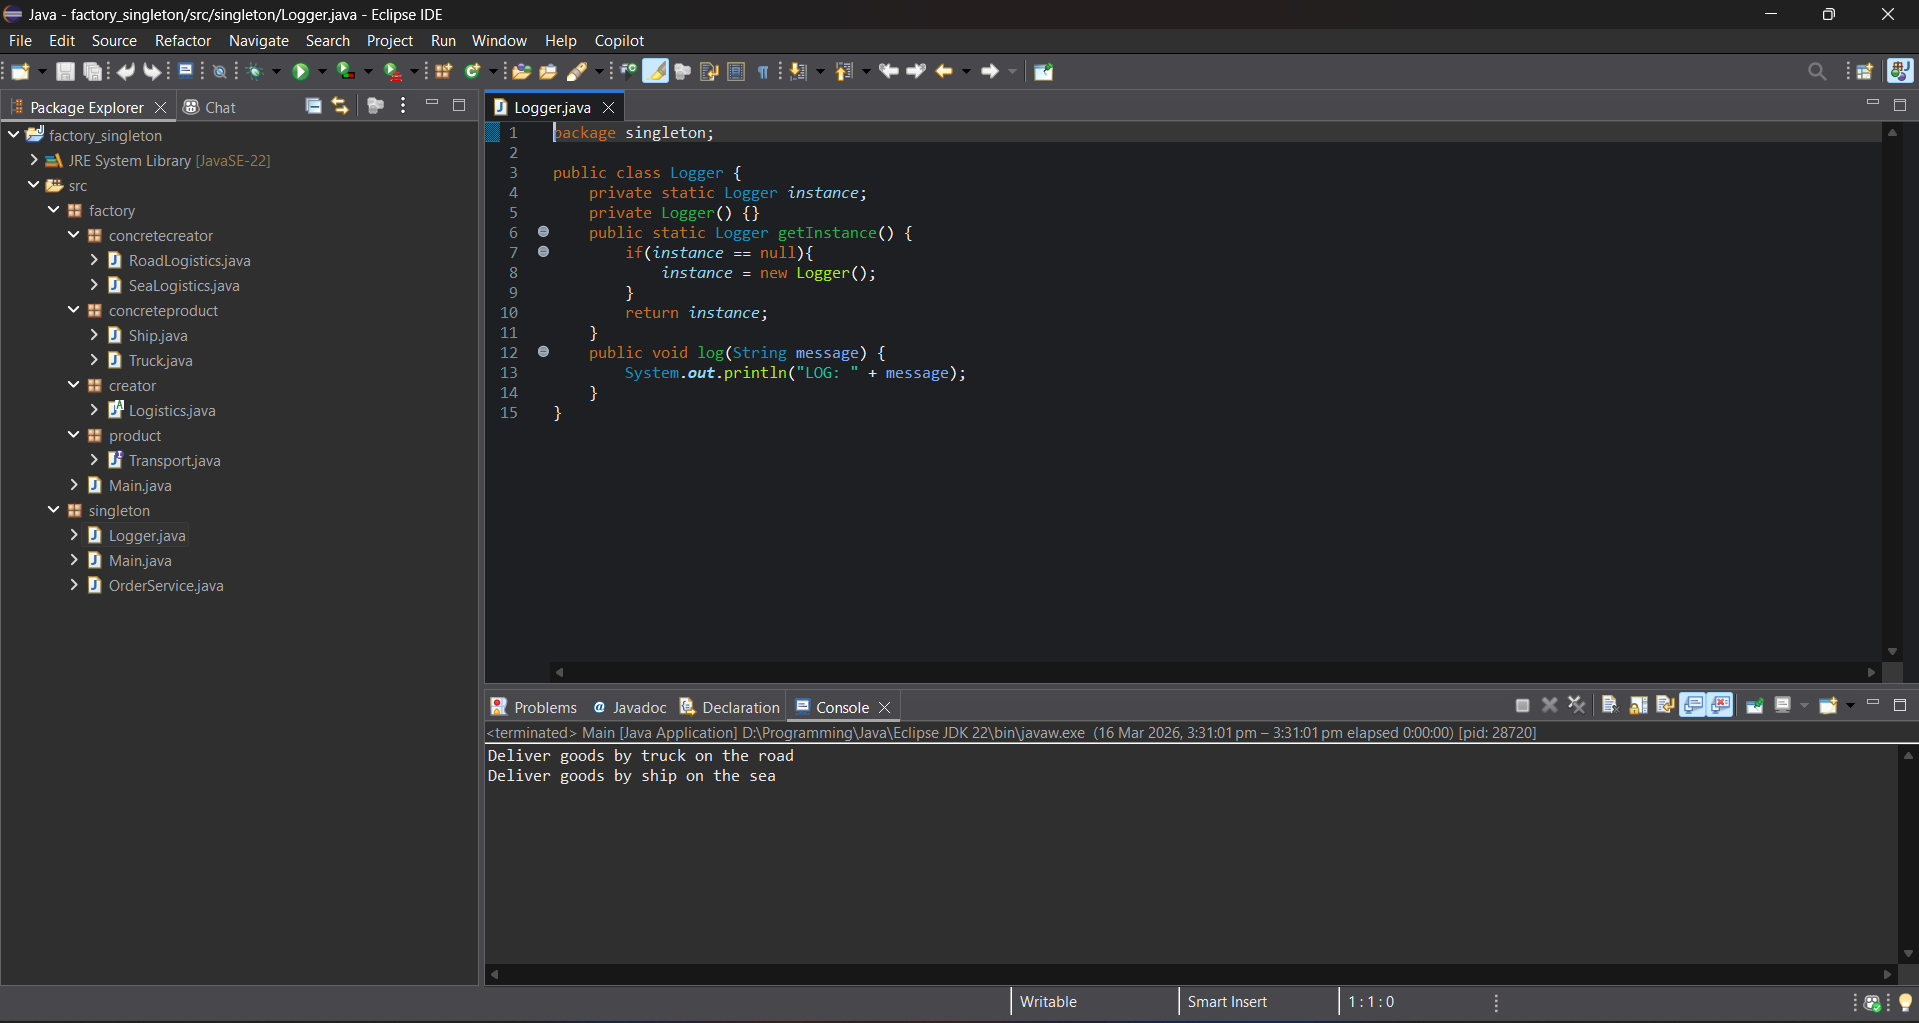 Java - factory_singleton/src/singleton/Logger.java - Eclipse IDE
File Edit Source Refactor Navigate Search Project Run Window Help Copilot
Package Explorer Chat
factory_singleton
JRE System Library [JavaSE-22]
src
factory
concretecreator
RoadLogistics.java
SeaLogistics.java
concreteproduct
Ship.java
Truck.java
creator
Logistics.java
product
Transport.java
Main.java
singleton
Logger.java
Main.java
OrderService.java
Logger.java
1 package singleton;
2
3 public class Logger {
4 private static Logger instance;
5 private Logger() {}
6 public static Logger getInstance() {
7 if(instance == null){
8 instance = new Logger();
9 }
10 return instance;
11 }
12 public void log(String message) {
13 System.out.println("LOG: " + message);
14 }
15 }
Problems Javadoc Declaration Console
<terminated> Main [Java Application] D:\Programming\Java\Eclipse JDK 22\bin\javaw.exe (16 Mar 2026, 3:31:01 pm – 3:31:01 pm elapsed 0:00:00) [pid: 28720]
Deliver goods by truck on the road
Deliver goods by ship on the sea
Writable Smart Insert 1 : 1 : 0